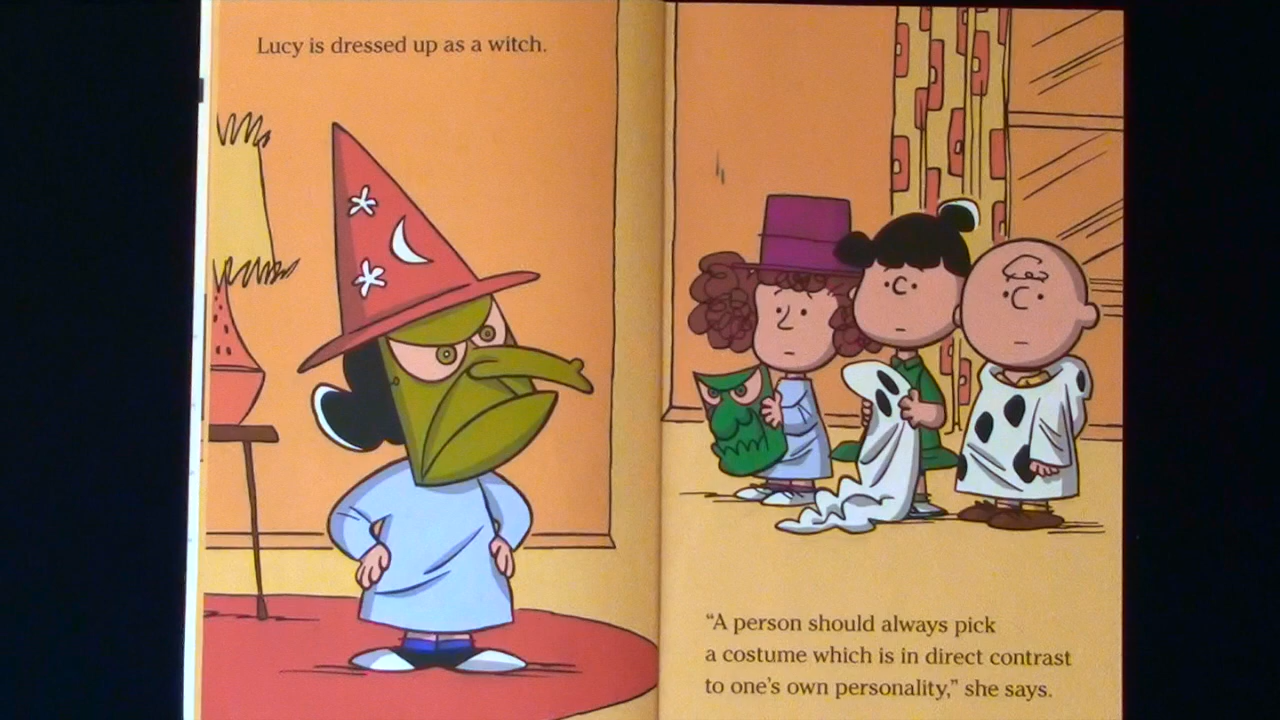 Lucy is dressed up as a witch.
“A person should always pick
a costume which is in direct contrast
to one’s own personality,” she says.